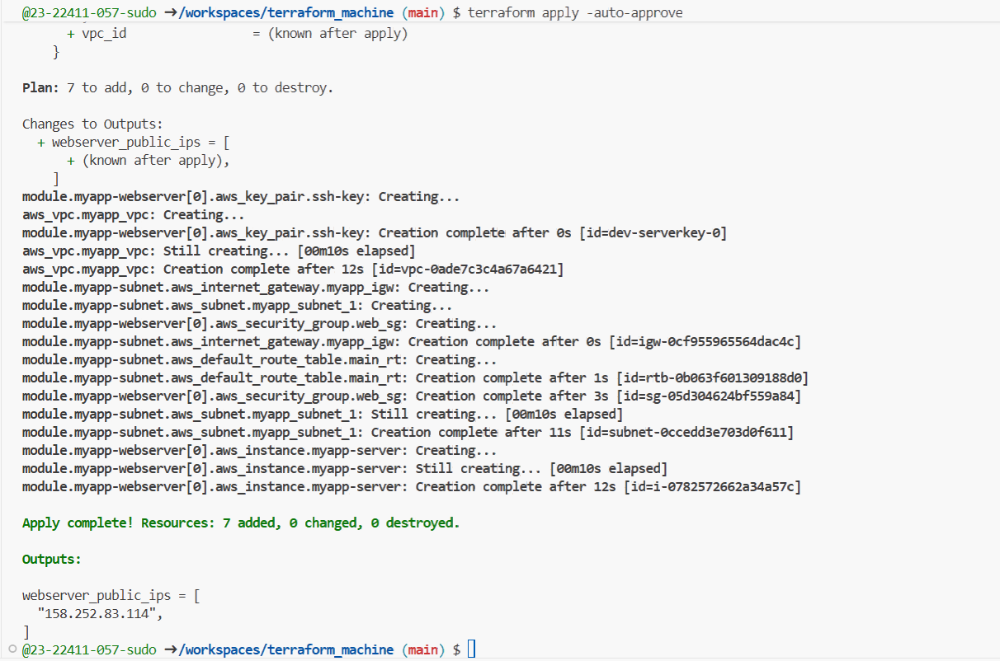 @23-22411-057-sudo → /workspaces/terraform_machine (main) $ terraform apply -auto-approve
+ vpc_id = (known after apply)
}
Plan: 7 to add, 0 to change, 0 to destroy.
Changes to Outputs:
+ webserver_public_ips = [
+ (known after apply),
]
module.myapp-webserver[0].aws_key_pair.ssh-key: Creating...
aws_vpc.myapp_vpc: Creating...
module.myapp-webserver[0].aws_key_pair.ssh-key: Creation complete after 0s [id=dev-serverkey-0]
aws_vpc.myapp_vpc: Still creating... [00m10s elapsed]
aws_vpc.myapp_vpc: Creation complete after 12s [id=vpc-0ade7c3c4a67a6421]
module.myapp-subnet.aws_internet_gateway.myapp_igw: Creating...
module.myapp-subnet.aws_subnet.myapp_subnet_1: Creating...
module.myapp-webserver[0].aws_security_group.web_sg: Creating...
module.myapp-subnet.aws_internet_gateway.myapp_igw: Creation complete after 0s [id=igw-0cf955965564dac4c]
module.myapp-subnet.aws_default_route_table.main_rt: Creating...
module.myapp-subnet.aws_default_route_table.main_rt: Creation complete after 1s [id=rtb-0b063f601309188d0]
module.myapp-webserver[0].aws_security_group.web_sg: Creation complete after 3s [id=sg-05d304624bf559a84]
module.myapp-subnet.aws_subnet.myapp_subnet_1: Still creating... [00m10s elapsed]
module.myapp-subnet.aws_subnet.myapp_subnet_1: Creation complete after 11s [id=subnet-0ccedd3e703d0f611]
module.myapp-webserver[0].aws_instance.myapp-server: Creating...
module.myapp-webserver[0].aws_instance.myapp-server: Still creating... [00m10s elapsed]
module.myapp-webserver[0].aws_instance.myapp-server: Creation complete after 12s [id=i-0782572662a34a57c]
Apply complete! Resources: 7 added, 0 changed, 0 destroyed.
Outputs:
webserver_public_ips = [
"158.252.83.114",
]
@23-22411-057-sudo → /workspaces/terraform_machine (main) $